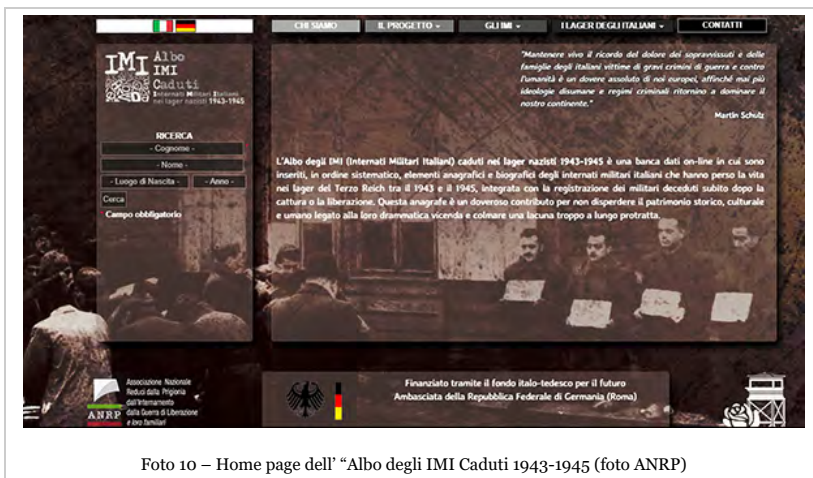 CHI SIAMO
IL PROGETTO
GLI IMI
I LAGER DEGLI ITALIANI
CONTATTI
IMI Albo
IMI
Caduti
Internati Militari Italiani
nei lager nazisti 1943-1945
"Mantenere vivo il ricordo del dolore dei sopravvissuti e delle
famiglie degli italiani vittime di gravi crimini di guerra e contro
l'umanità è un dovere assoluto di noi europei, affinché mai più
ideologie disumane e regimi criminali ritornino a dominare il
nostro continente."
Martin Schulz
RICERCA
- Cognome -
- Nome -
- Luogo di Nascita -
- Anno -
Cerca
* Campo obbligatorio
L'Albo degli IMI (Internati Militari Italiani) caduti nei lager nazisti 1943-1945 è una banca dati on-line in cui sono
inseriti, in ordine sistematico, elementi anagrafici e biografici degli internati militari italiani che hanno perso la vita
nei lager del Terzo Reich tra il 1943 e il 1945, integrata con la registrazione dei militari deceduti subito dopo la
cattura o la liberazione. Questa anagrafe è un doveroso contributo per non disperdere il patrimonio storico, culturale
e umano legato alla loro drammatica vicenda e colmare una lacuna troppo a lungo protratta.
ANRP
Associazione Nazionale
Reduci dalla Prigionia
dall'Internamento
dalla Guerra di Liberazione
e loro familiari
Finanziato tramite il fondo italo-tedesco per il futuro
Ambasciata della Repubblica Federale di Germania (Roma)
Foto 10 – Home page dell' "Albo degli IMI Caduti 1943-1945 (foto ANRP)